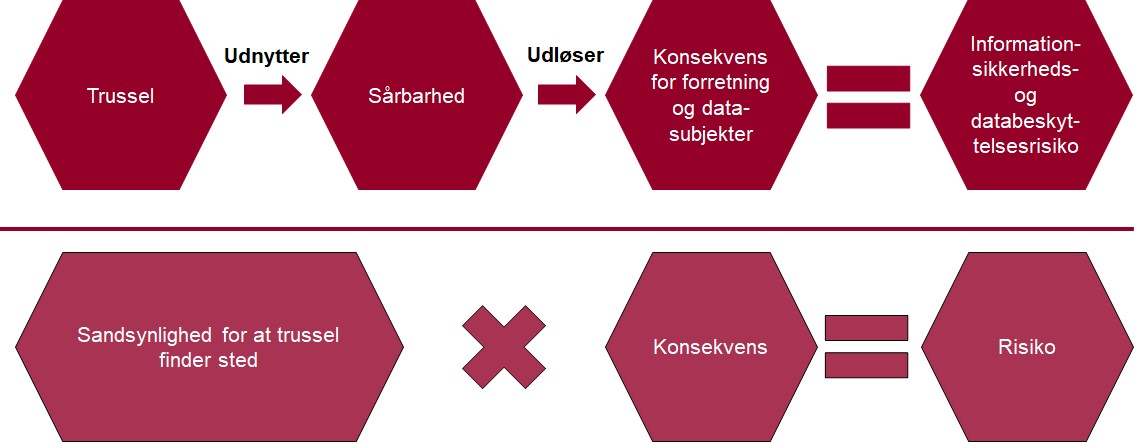 Trussel
Udnytter
Sårbarhed
Udløser
Konsekvens
for forretning
og data-
subjekter
Information-
sikkerheds-
og
databeskyt-
telsesrisiko
Sandsynlighed for at trussel
finder sted
Konsekvens
Risiko